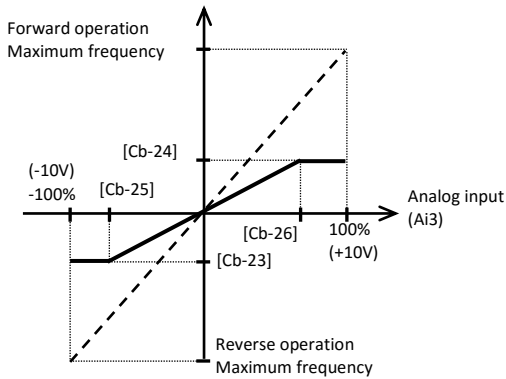 Forward operation
Maximum frequency
[Cb-24]
(-10V)
-100%
[Cb-25]
Analog input
(Ai3)
[Cb-26]
100%
(+10V)
[Cb-23]
Reverse operation
Maximum frequency